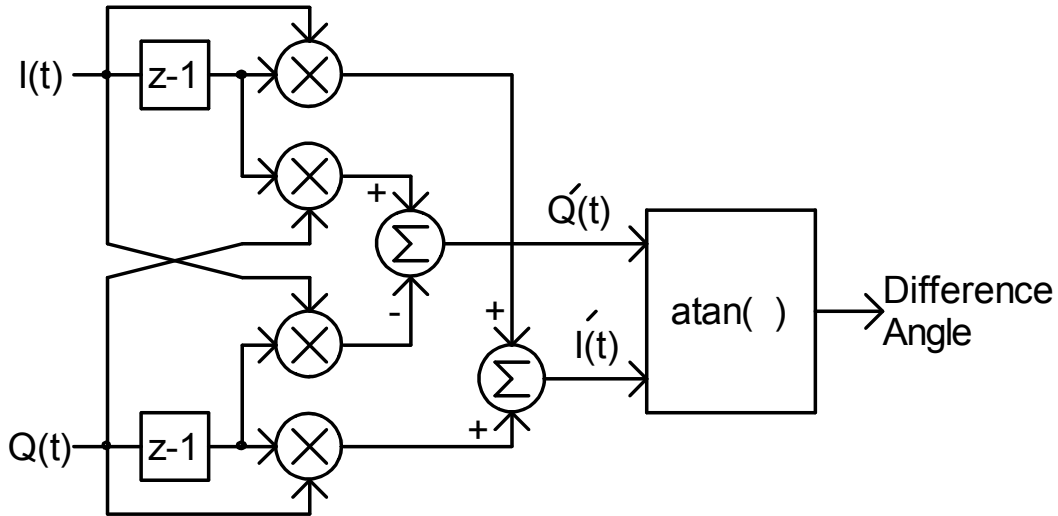 I(t)
z-1
+
Σ
-
Q́(t)
+
Σ
+
Í(t)
atan( )
Difference
Angle
Q(t)
z-1